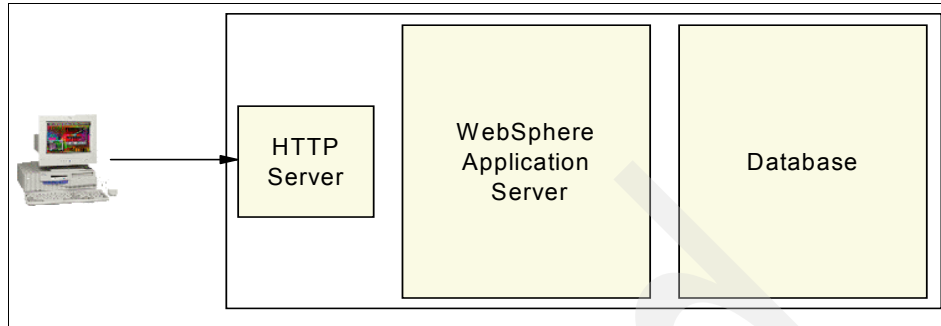 HTTP
Server
WebSphere
Application
Server
Database